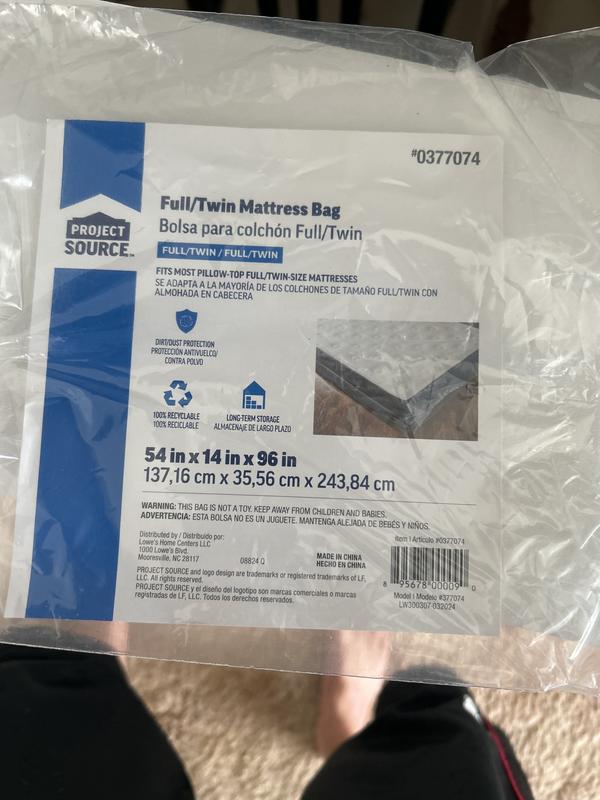 #0377074
PROJECT
SOURCE™
Full/Twin Mattress Bag
Bolsa para colchón Full/Twin
FULL/TWIN / FULL/TWIN
FITS MOST PILLOW-TOP FULL/TWIN-SIZE MATTRESSES
SE ADAPTA A LA MAYORÍA DE LOS COLCHONES DE TAMAÑO FULL/TWIN CON
ALMOHADA EN CABECERA
DIRT/DUST PROTECTION
PROTECCIÓN ANTIVUELCO/
CONTRA POLVO
100% RECYCLABLE
100% RECICLABLE
LONG-TERM STORAGE
ALMACENAJE DE LARGO PLAZO
54 in x 14 in x 96 in
137,16 cm x 35,56 cm x 243,84 cm
WARNING: THIS BAG IS NOT A TOY. KEEP AWAY FROM CHILDREN AND BABIES.
ADVERTENCIA: ESTA BOLSA NO ES UN JUGUETE. MANTENGA ALEJADA DE BEBÉS Y NIÑOS.
Distributed by / Distribuido por:
Lowe's Home Centers LLC
1000 Lowe's Blvd.
Mooresville, NC 28117
08824 Q
MADE IN CHINA
HECHO EN CHINA
PROJECT SOURCE and logo design are trademarks or registered trademarks of LF,
LLC. All rights reserved.
PROJECT SOURCE y el diseño del logotipo son marcas comerciales o marcas
registradas de LF, LLC. Todos los derechos reservados.
Item | Artículo #0377074
8 95678 00009 0
Model | Modelo #377074
LW300307-032024